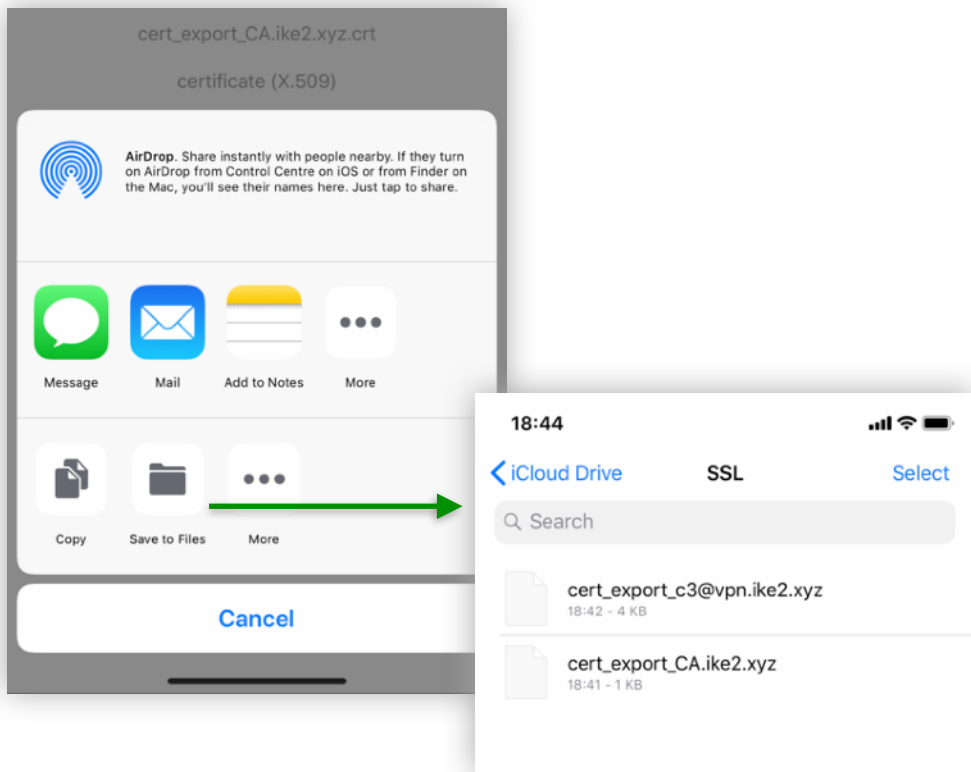 cert_export_CA.ike2.xyz.crt
certificate (X.509)
AirDrop. Share instantly with people nearby. If they turn
on AirDrop from Control Centre on iOS or from Finder on
the Mac, you'll see their names here. Just tap to share.
Message
Mail
Add to Notes
More
Copy
Save to Files
More
Cancel
18:44
iCloud Drive
SSL
Select
Search
cert_export_c3@vpn.ike2.xyz
18:42 - 4 KB
cert_export_CA.ike2.xyz
18:41 - 1 KB